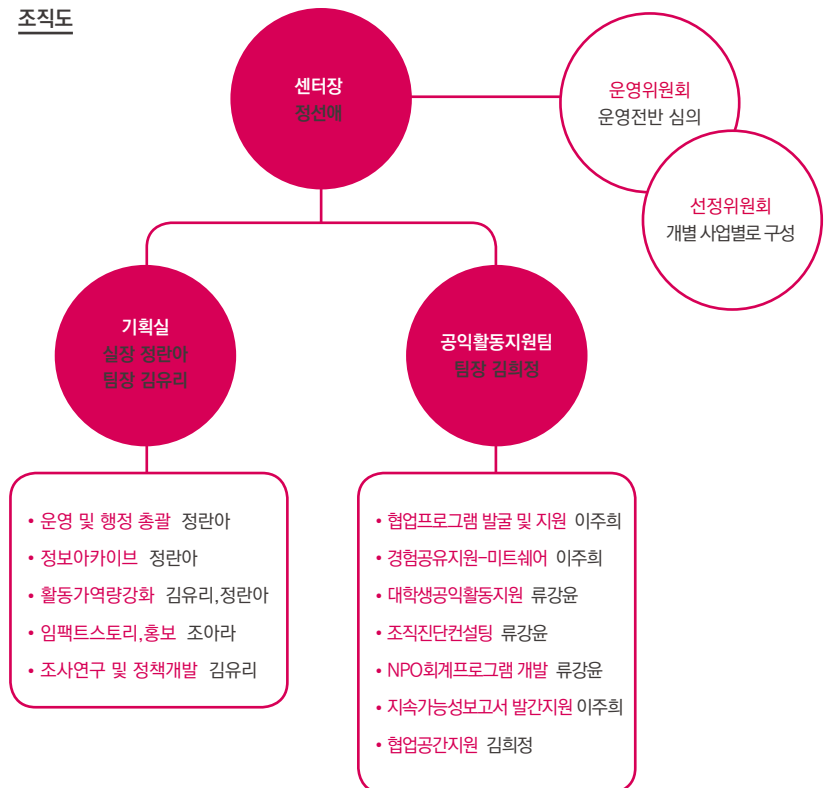 조직도
센터장
정선애
운영위원회
운영전반 심의
선정위원회
개별 사업별로 구성
기획실
실장 정란아
팀장 김유리
공익활동지원팀
팀장 김희정
• 운영 및 행정 총괄 정란아
• 정보아카이브 정란아
• 활동가역량강화 김유리,정란아
• 임팩트스토리,홍보 조아라
• 조사연구 및 정책개발 김유리
• 협업프로그램 발굴 및 지원 이주희
• 경험공유지원-미트쉐어 이주희
• 대학생공익활동지원 류강윤
• 조직진단컨설팅 류강윤
• NPO회계프로그램 개발 류강윤
• 지속가능성보고서 발간지원 이주희
• 협업공간지원 김희정